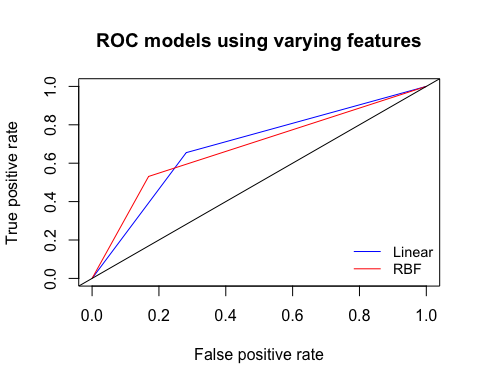 ROC models using varying features
True positive rate
1.0
0.8
0.6
0.4
0.2
0.0
Linear
RBF
0.0 0.2 0.4 0.6 0.8 1.0
False positive rate